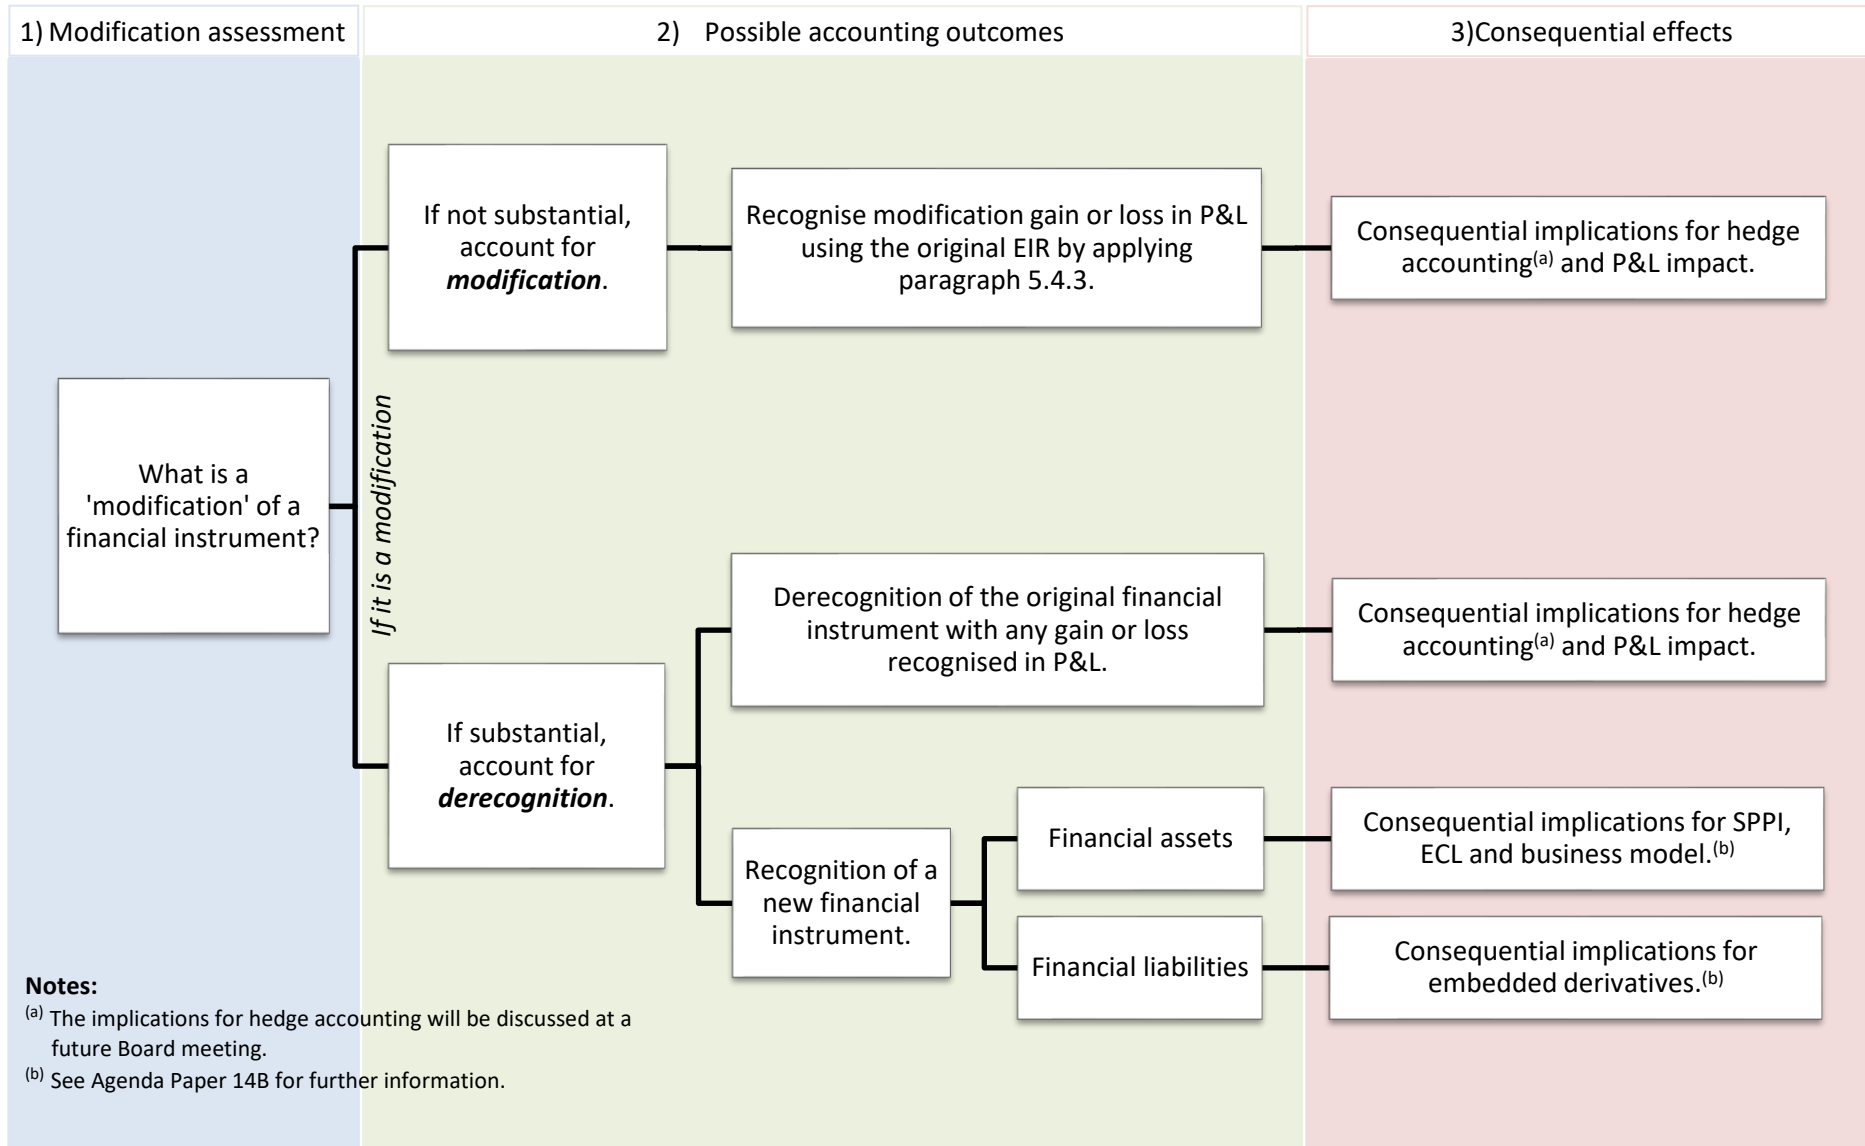 1) Modification assessment
2) Possible accounting outcomes
3)Consequential effects
What is a
'modification' of a
financial instrument?
If it is a modification
If not substantial,
account for
modification.
Recognise modification gain or loss in P&L
using the original EIR by applying
paragraph 5.4.3.
Consequential implications for hedge
accounting(a) and P&L impact.
If substantial,
account for
derecognition.
Derecognition of the original financial
instrument with any gain or loss
recognised in P&L.
Consequential implications for hedge
accounting(a) and P&L impact.
Recognition of a
new financial
instrument.
Financial assets
Consequential implications for SPPI,
ECL and business model.(b)
Financial liabilities
Consequential implications for
embedded derivatives.(b)
Notes:
(a) The implications for hedge accounting will be discussed at a
future Board meeting.
(b) See Agenda Paper 14B for further information.